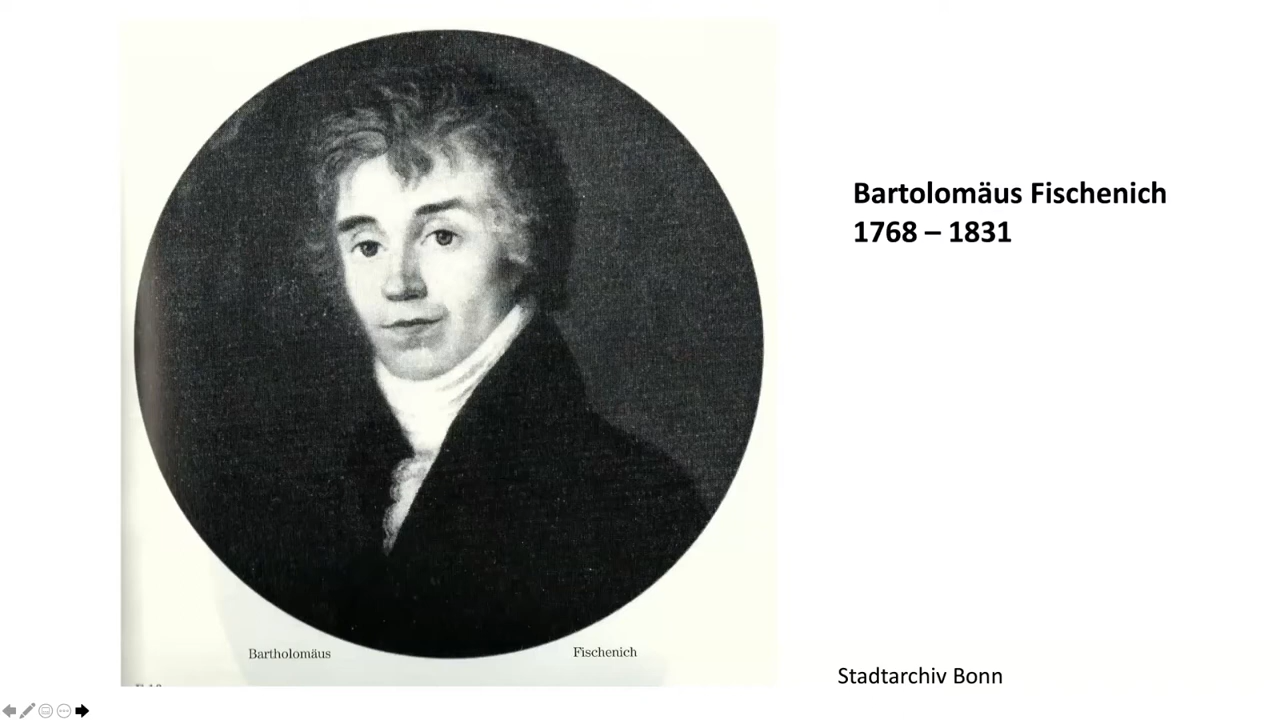 Bartolomäus Fischenich
1768 – 1831
Bartholomäus Fischenich
Stadtarchiv Bonn